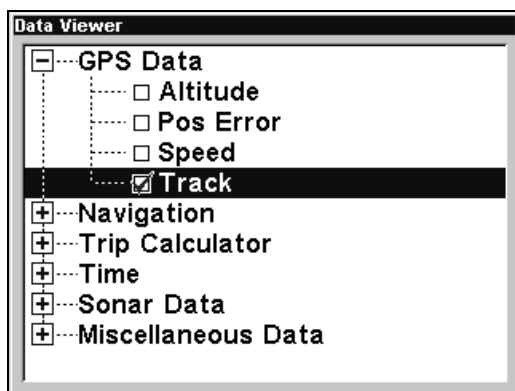 Data Viewer
GPS Data
Altitude
Pos Error
Speed
Track
Navigation
Trip Calculator
Time
Sonar Data
Miscellaneous Data